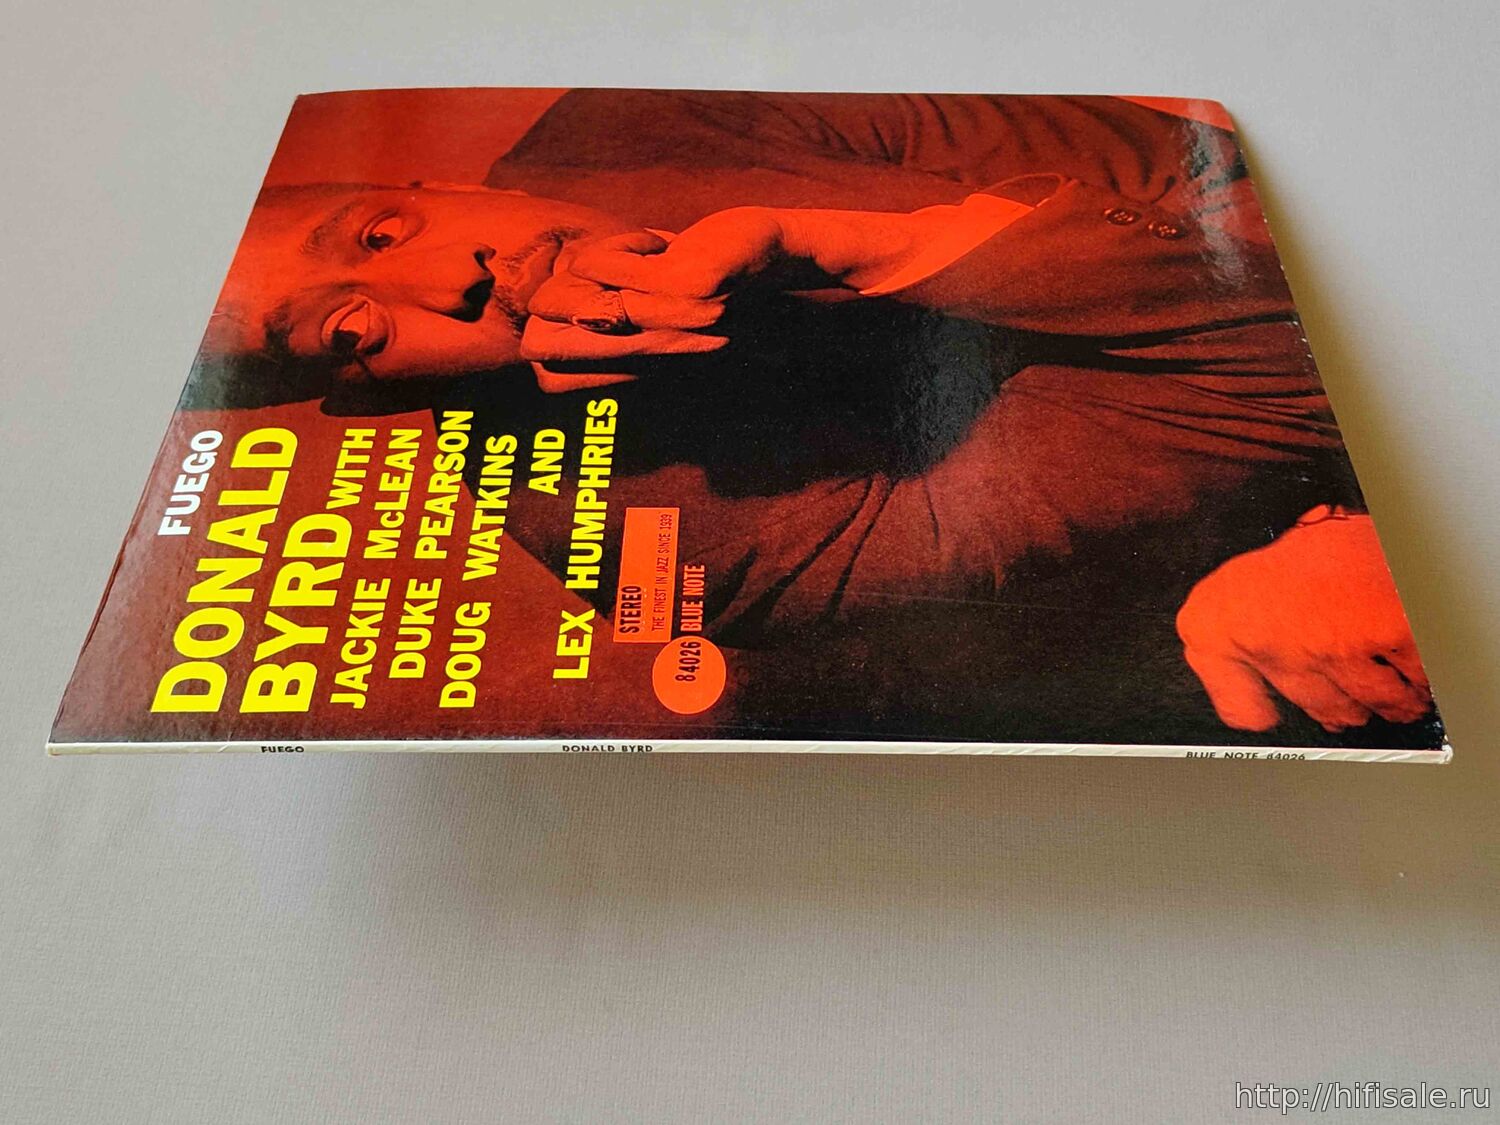 FUEGO
DONALD
BYRD WITH
JACKIE McLEAN
DUKE PEARSON
DOUG WATKINS
AND
LEX HUMPHRIES
STEREO
THE FINEST IN JAZZ SINCE 1939
84026 BLUE NOTE
FUEGO DONALD BYRD BLUE NOTE 84026
http://hifisale.ru